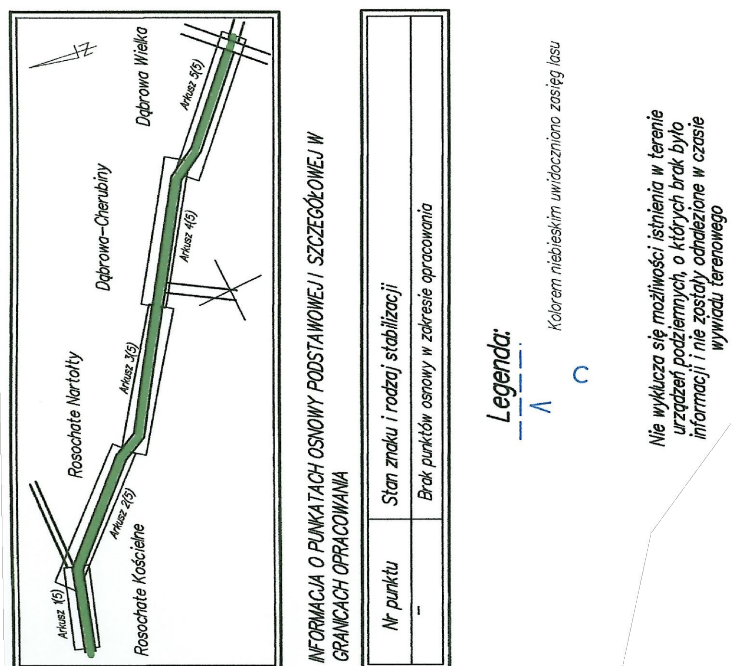 N
Rosochate Kościelne
Arkusz 1(5)
Arkusz 2(5)
Rosochate Nartołty
Arkusz 3(5)
Dąbrowa-Cherubiny
Arkusz 4(5)
Arkusz 5(5)
Dąbrowa Wielka
INFORMACJA O PUNKATACH OSNOWY PODSTAWOWEJ I SZCZEGÓŁOWEJ W
GRANICACH OPRACOWANIA
Nr punktu Stan znaku i rodzaj stabilizacji
- Brak punktów osnowy w zakresie opracowania
Legenda:
Kolorem niebieskim uwidoczniono zasięg lasu
Nie wyklucza się możliwości istnienia w terenie
urządzeń podziemnych, o których brak było
informacji i nie zostały odnalezione w czasie
wywiadu terenowego